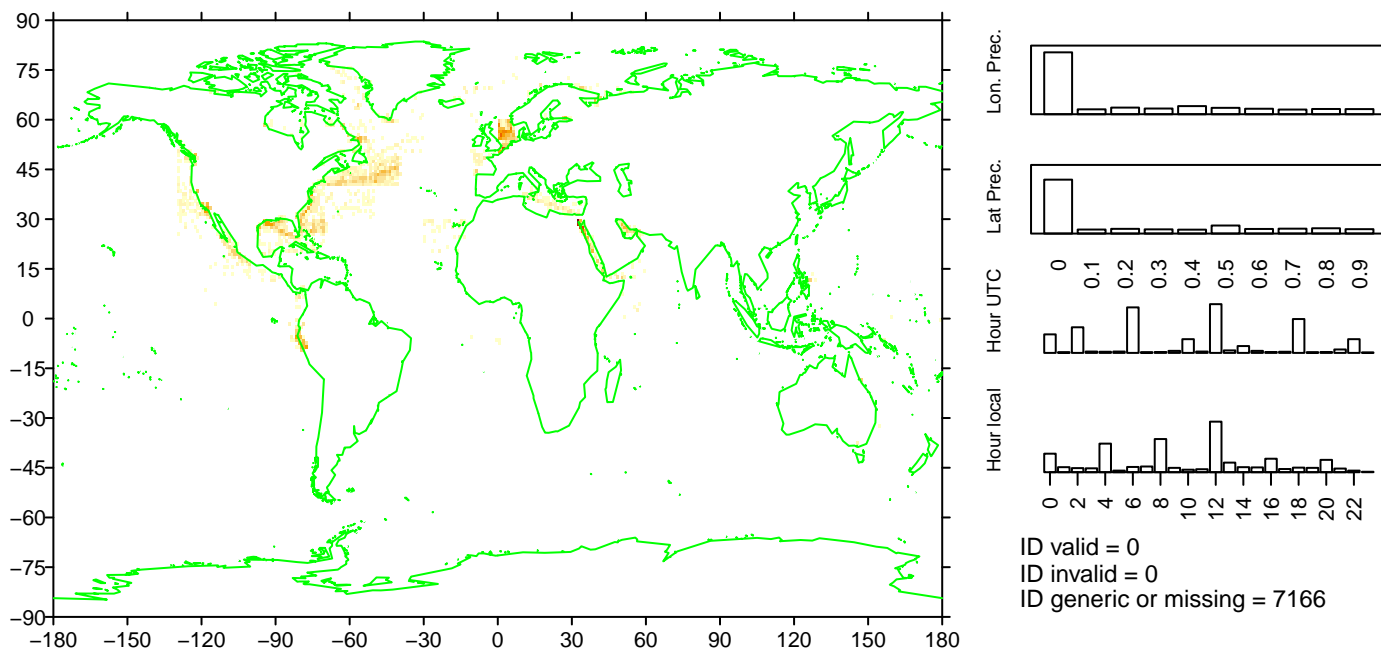 90
75
60
45
30
15
0
−15
−30
−45
−60
−75
−90
−180 −150 −120 −90 −60 −30 0 30 60 90 120 150 180
Lon. Prec.
Lat Prec.
0 0.1 0.2 0.3 0.4 0.5 0.6 0.7 0.8 0.9
Hour UTC
Hour local
0 2 4 6 8 10 12 14 16 18 20 22
ID valid = 0
ID invalid = 0
ID generic or missing = 7166